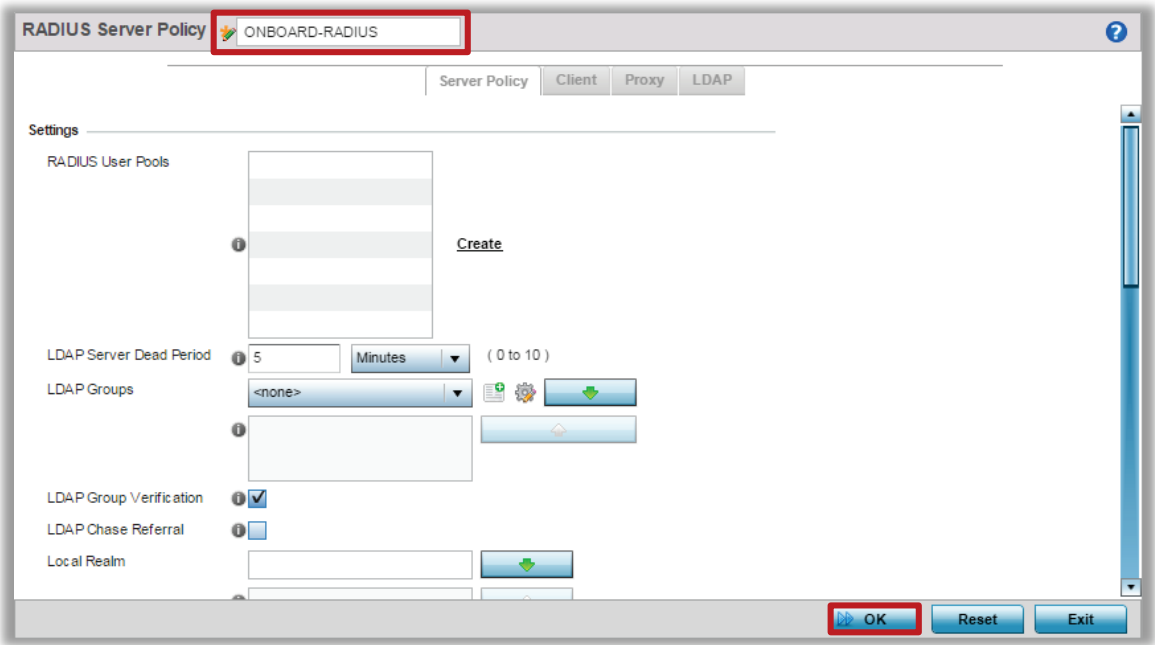 RADIUS Server Policy ONBOARD-RADIUS ?
Server Policy Client Proxy LDAP
Settings
RADIUS User Pools
Create
LDAP Server Dead Period 5 Minutes ( 0 to 10 )
LDAP Groups <none>
LDAP Group Verification
LDAP Chase Referral
Local Realm
OK Reset Exit